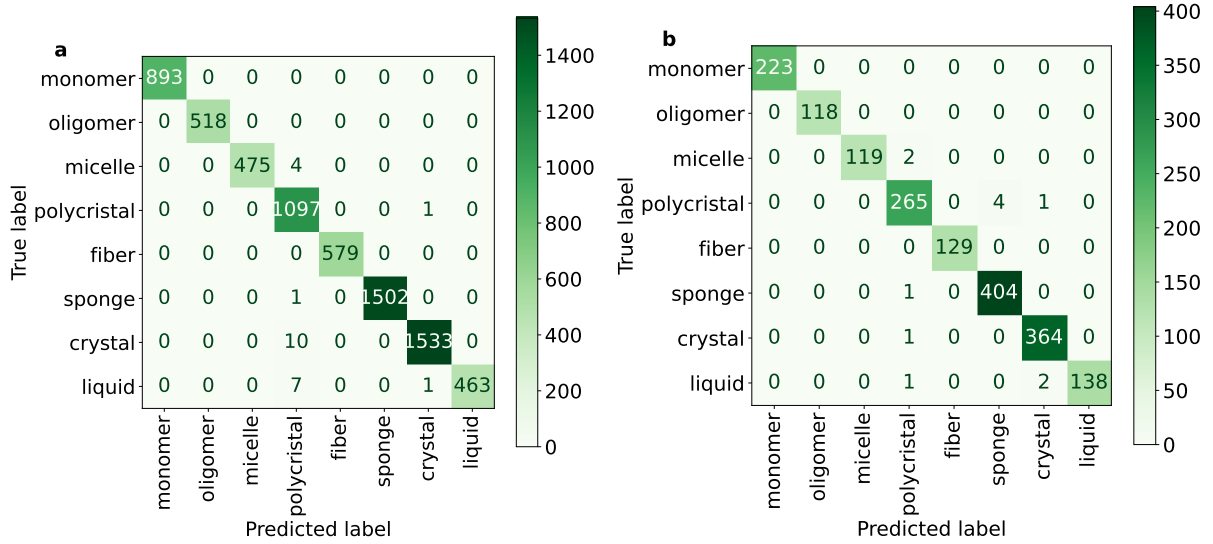 a
True label
monomer 893 0 0 0 0 0 0 0
oligomer 0 518 0 0 0 0 0 0
micelle 0 0 475 4 0 0 0 0
polycristal 0 0 0 1097 0 0 1 0
fiber 0 0 0 0 579 0 0 0
sponge 0 0 0 1 0 1502 0 0
crystal 0 0 0 10 0 0 1533 0
liquid 0 0 0 7 0 0 1 463
monomer oligomer micelle polycristal fiber sponge crystal liquid
Predicted label
1400
1200
1000
800
600
400
200
0
b
True label
monomer 223 0 0 0 0 0 0 0
oligomer 0 118 0 0 0 0 0 0
micelle 0 0 119 2 0 0 0 0
polycristal 0 0 0 265 0 4 1 0
fiber 0 0 0 0 129 0 0 0
sponge 0 0 0 1 0 404 0 0
crystal 0 0 0 1 0 0 364 0
liquid 0 0 0 1 0 0 2 138
monomer oligomer micelle polycristal fiber sponge crystal liquid
Predicted label
400
350
300
250
200
150
100
50
0